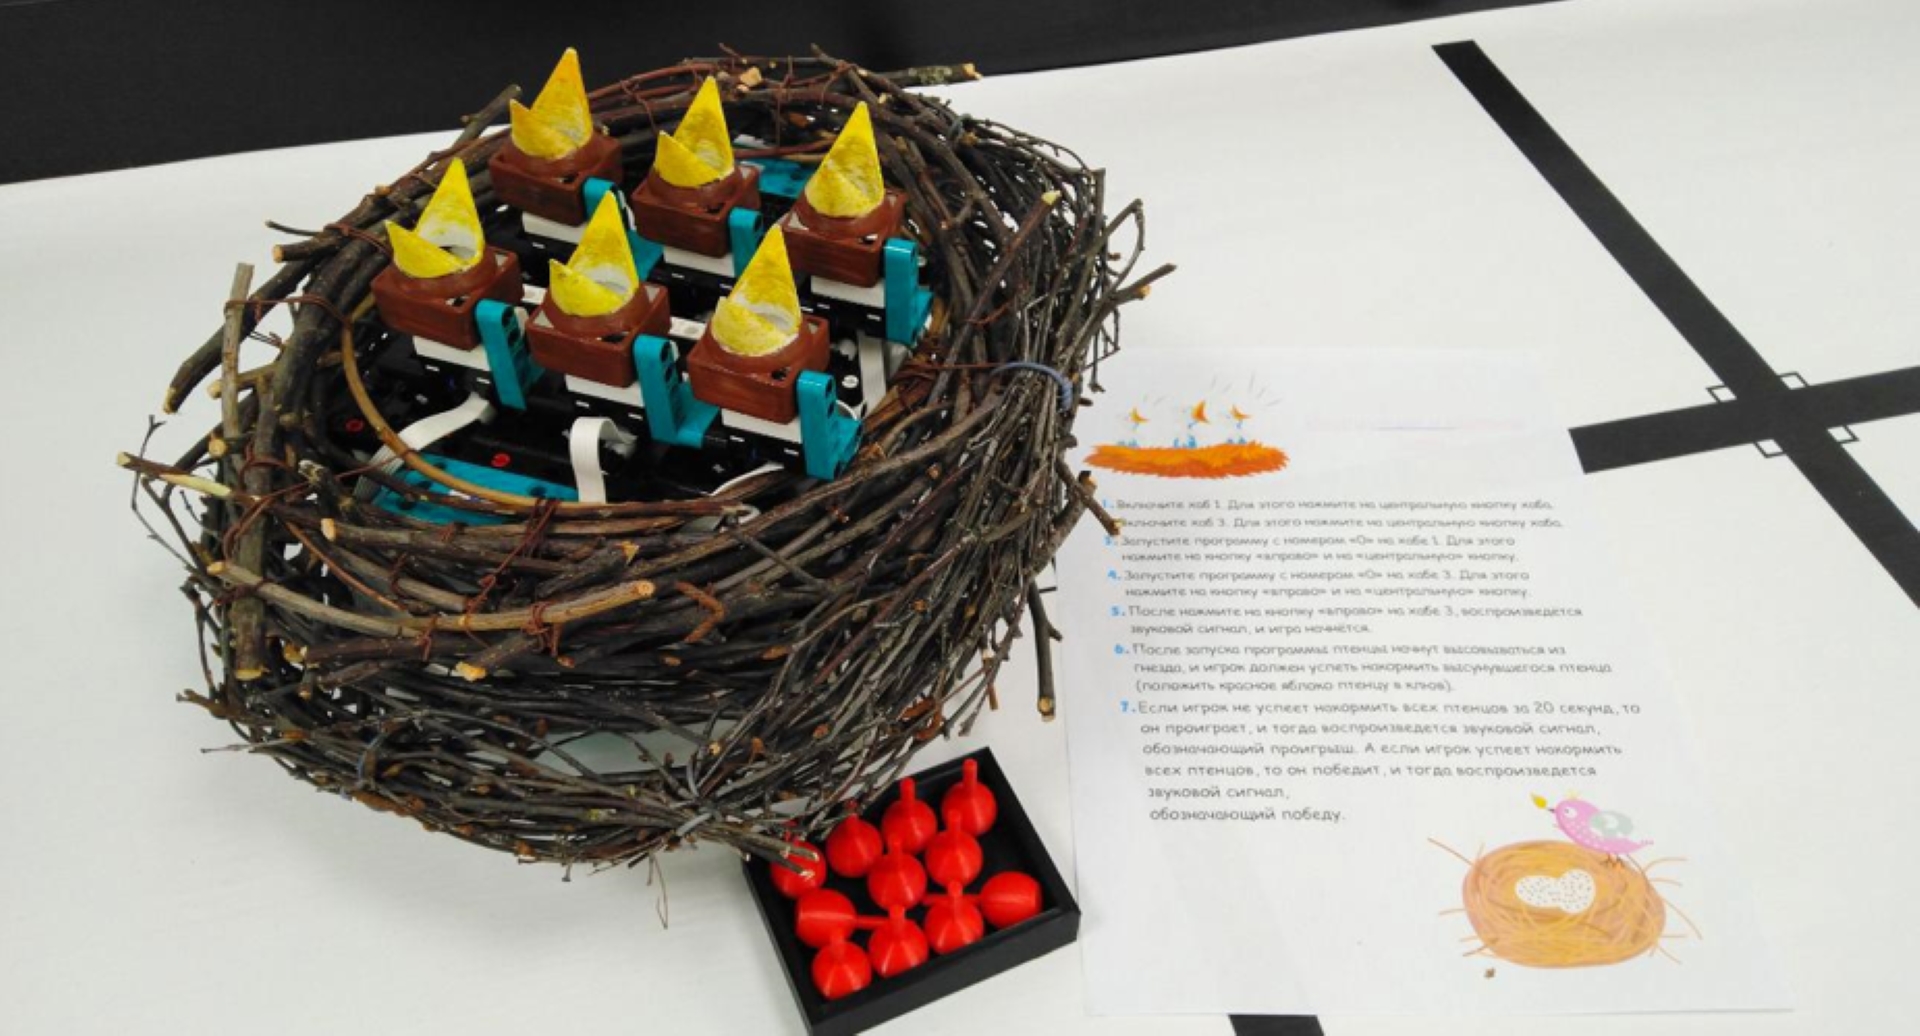 1. Включите хаб 1. Для этого нажмите на центральную кнопку хаба.
Включите хаб 3. Для этого нажмите на центральную кнопку хаба.
3. Запустите программу с номером «0» на хабе 1. Для этого
нажмите на кнопку «вправо» и на «центральную» кнопку.
4. Запустите программу с номером «0» на хабе 3. Для этого
нажмите на кнопку «вправо» и на «центральную» кнопку.
5. После нажмите на кнопку «вправо» на хабе 3, воспроизведется
звуковой сигнал, и игра начнётся.
6. После запуска программы птенцы начнут высовываться из
гнезда, и игрок должен успеть накормить высунувшегося птенца
(положить красное яблоко птенцу в клюв).
7. Если игрок не успеет накормить всех птенцов за 20 секунд, то
он проиграет, и тогда воспроизведется звуковой сигнал,
обозначающий проигрыш. А если игрок успеет накормить
всех птенцов, то он победит, и тогда воспроизведется
звуковой сигнал,
обозначающий победу.